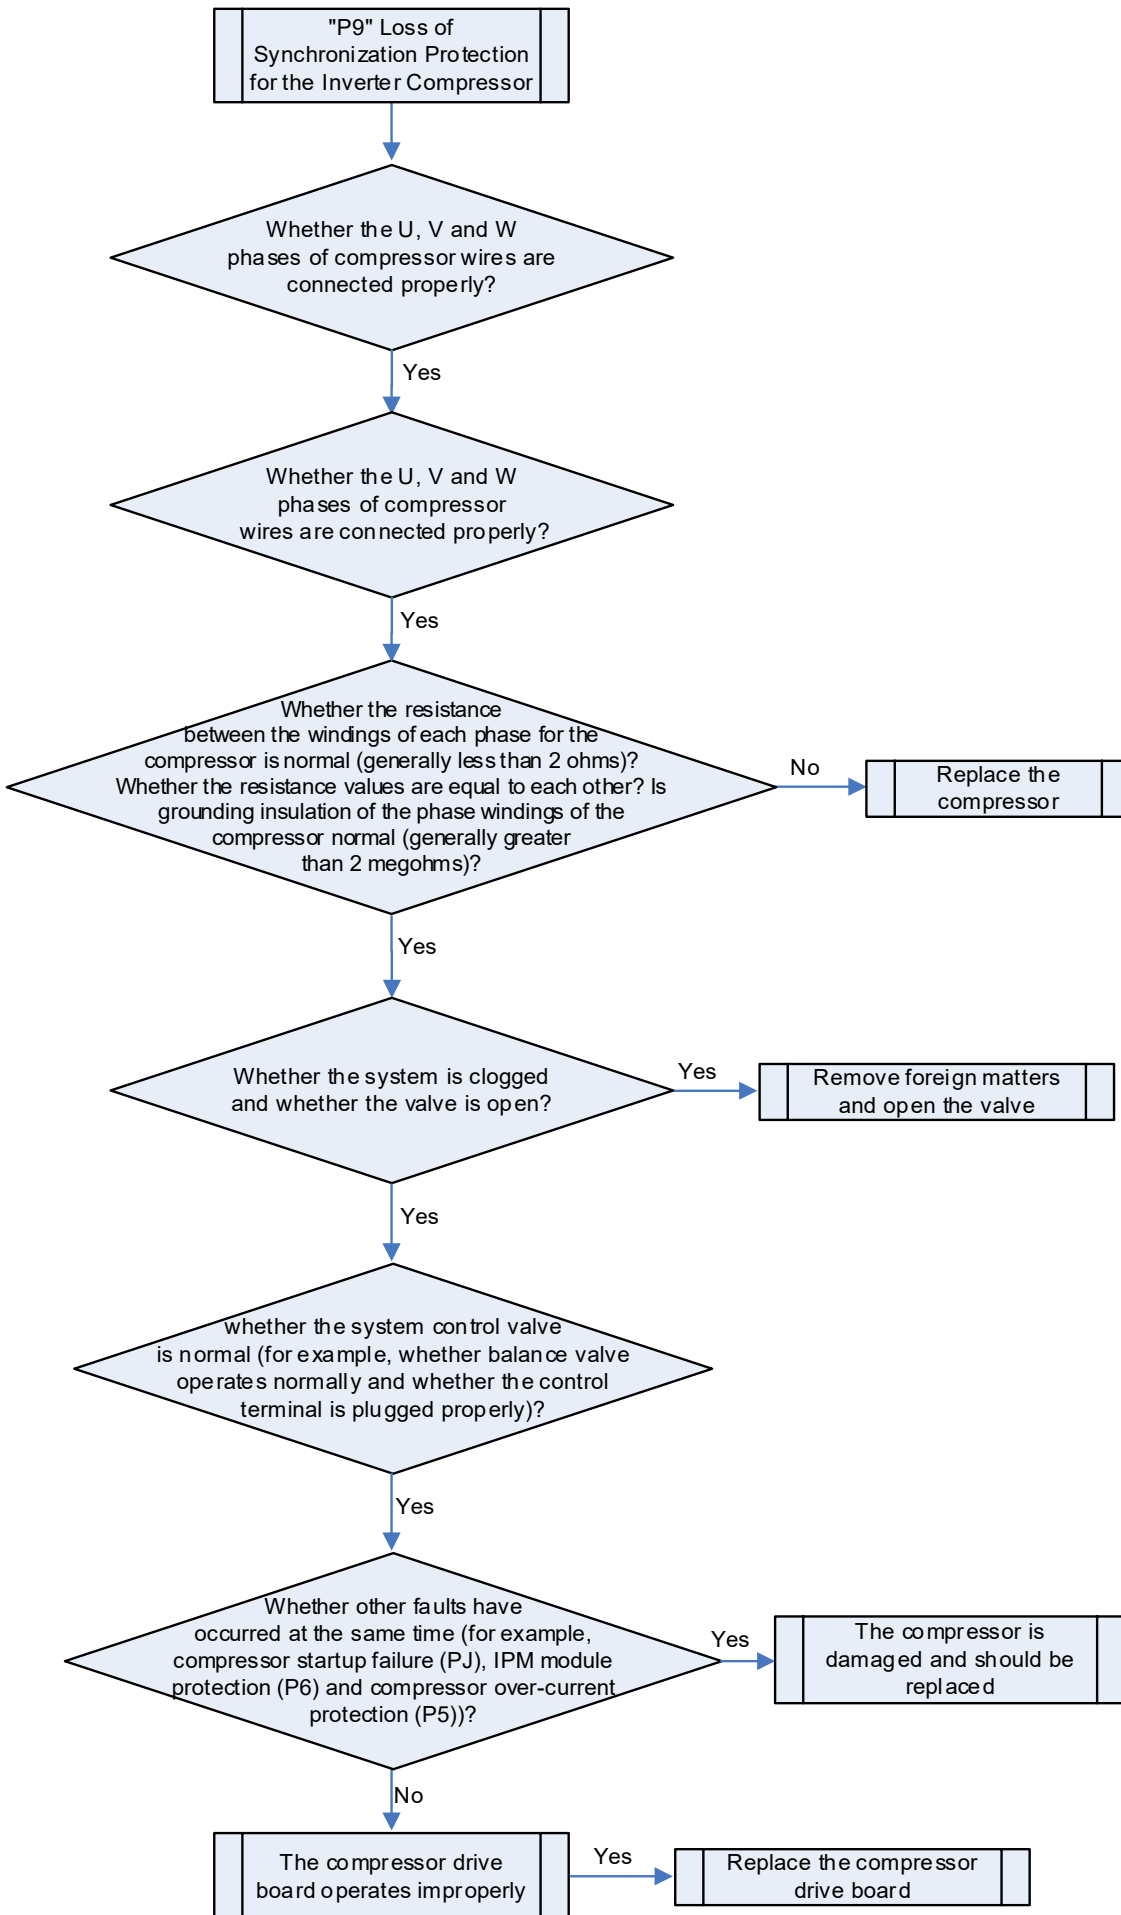 "P9" Loss of
Synchronization Protection
for the Inverter Compressor
Whether the U, V and W
phases of compressor wires are
connected properly?
Yes
Whether the U, V and W
phases of compressor
wires are connected properly?
Yes
Whether the resistance
between the windings of each phase for the
compressor is normal (generally less than 2 ohms)?
Whether the resistance values are equal to each other? Is
grounding insulation of the phase windings of the
compressor normal (generally greater
than 2 megohms)?
No
Replace the
compressor
Yes
Whether the system is clogged
and whether the valve is open?
Yes
Remove foreign matters
and open the valve
Yes
whether the system control valve
is normal (for example, whether balance valve
operates normally and whether the control
terminal is plugged properly)?
Yes
Whether other faults have
occurred at the same time (for example,
compressor startup failure (PJ), IPM module
protection (P6) and compressor over-current
protection (P5))?
Yes
The compressor is
damaged and should be
replaced
No
The compressor drive
board operates improperly
Yes
Replace the compressor
drive board